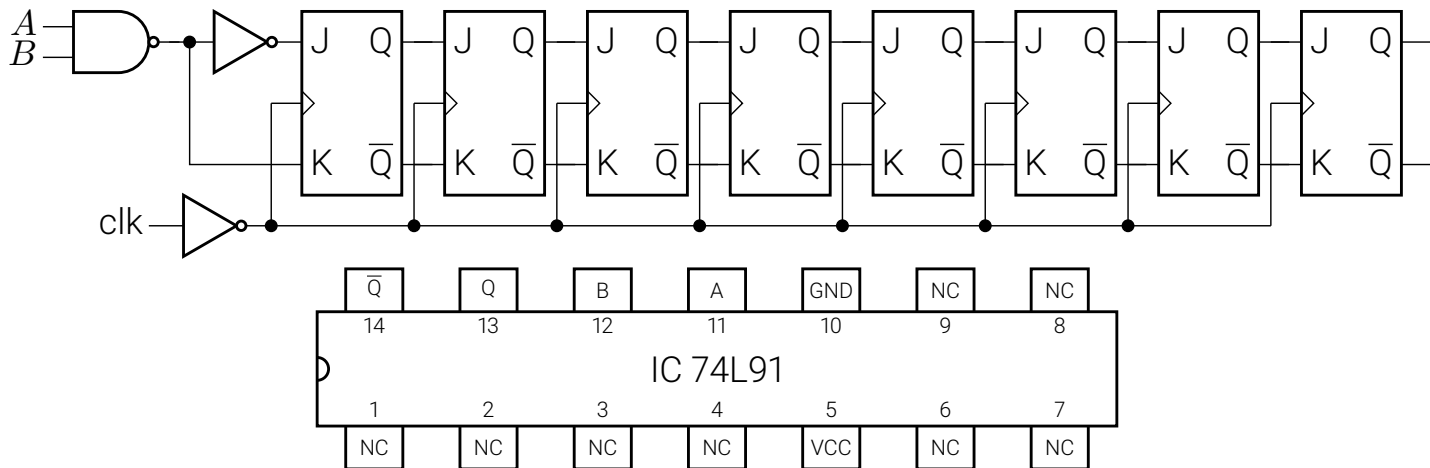 A
B
J Q J Q J Q J Q J Q J Q J Q J Q
K Q̅ K Q̅ K Q̅ K Q̅ K Q̅ K Q̅ K Q̅ K Q̅
clk
Q̅ Q B A GND NC NC
14 13 12 11 10 9 8
IC 74L91
1 2 3 4 5 6 7
NC NC NC NC VCC NC NC